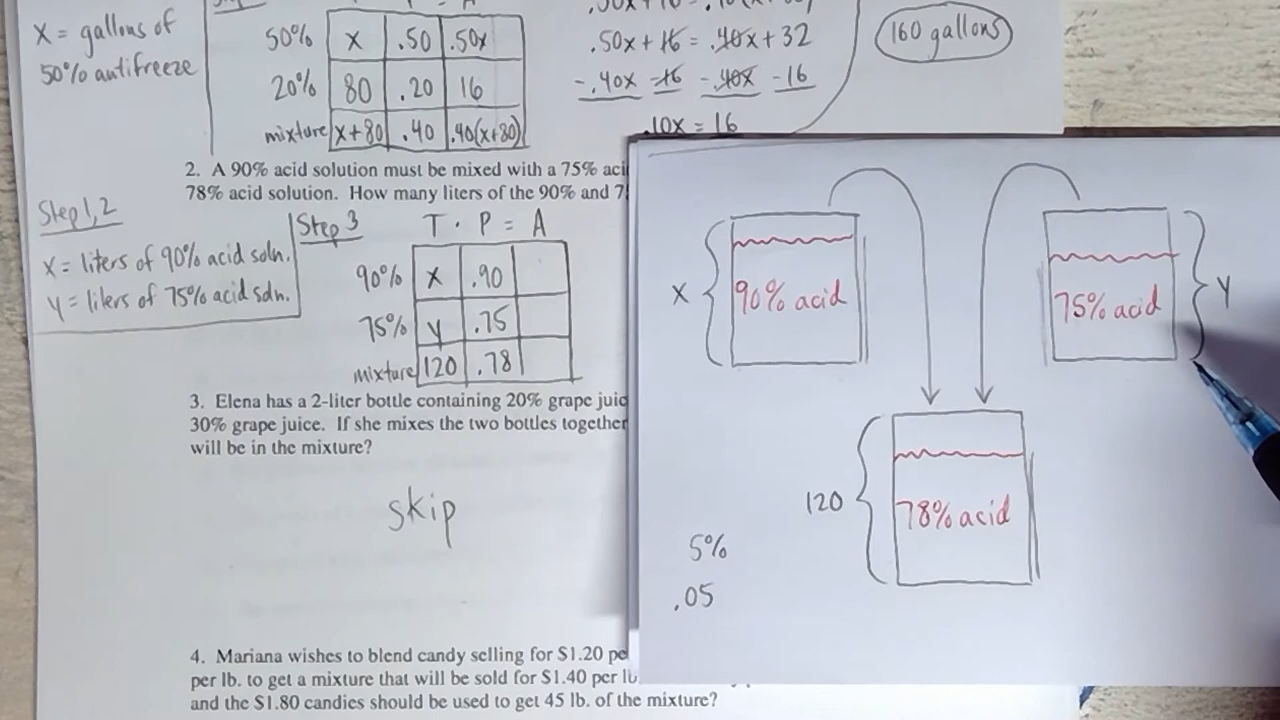 X = gallons of
50% antifreeze
50% x .50 .50x
20% 80 .20 16
mixture x+80 .40 .40(x+80)
.50x + 16 = .40x + 32
- .40x - 16 - .40x - 16
.10x = 16
160 gallons
2. A 90% acid solution must be mixed with a 75%
78% acid solution. How many liters of the 90% and
Step 1,2
X = liters of 90% acid soln.
Y = liters of 75% acid soln.
Step 3
T · P = A
90% x .90
75% y .75
mixture 120 .78
3. Elena has a 2-liter bottle containing 20% grape
30% grape juice. If she mixes the two bottles together
will be in the mixture?
skip
4. Mariana wishes to blend candy selling for $1.20
per lb. to get a mixture that will be sold for $1.40 per
and the $1.80 candies should be used to get 45 lb. of the mixture?
X 90% acid
75% acid Y
120 78% acid
5%
.05